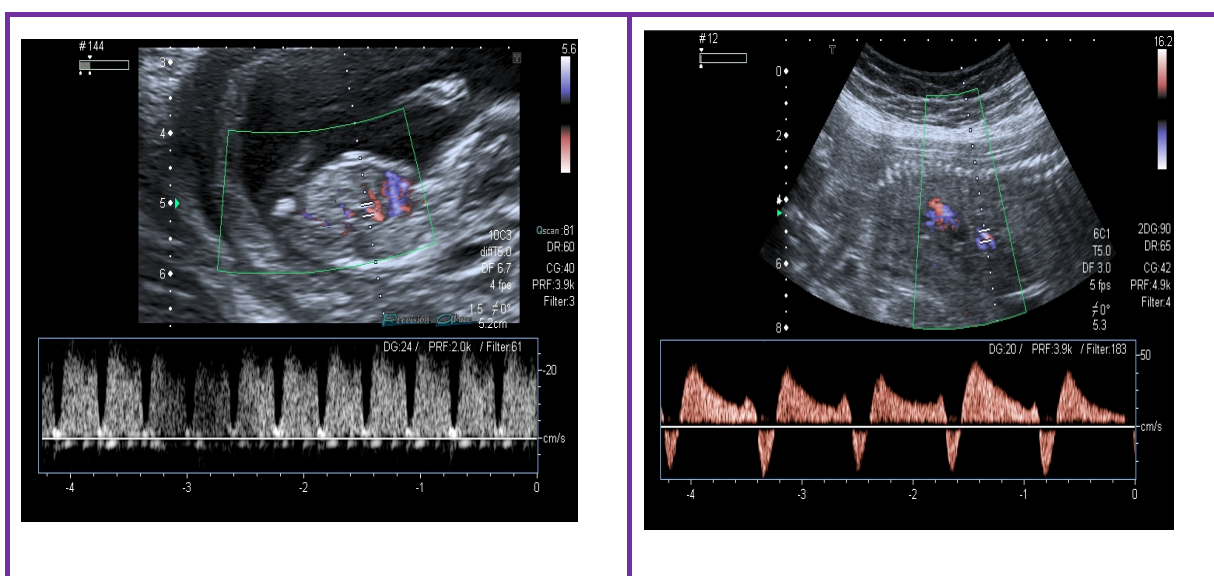 #144
5.6
3
4
5
6
Qscan :81
10C3
DR:60
diffT5.0
DF 6.7
CG:40
4 fps
PRF:3.9k
Filter:3
1.5 0°
Precision
5.2cm
DG:24 / PRF:2.0k / Filter:61
-20
cm/s
-4 -3 -2 -1 0
#12
T
16.2
0
2
4
6
8
6C1
2DG:90
T5.0
DR:65
DF 3.0
CG:42
5 fps
PRF:4.9k
Filter:4
0°
5.3
DG:20 / PRF:3.9k / Filter:183
-50
cm/s
-4 -3 -2 -1 0